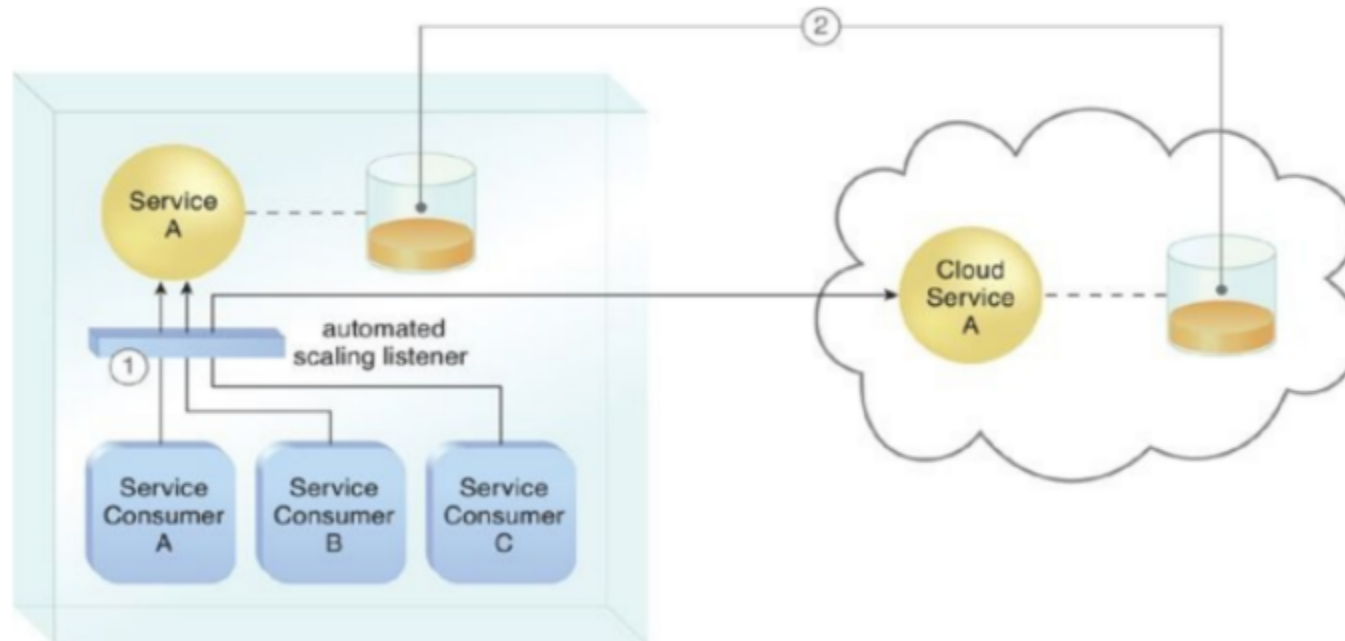 2
Service
A
Cloud
Service
A
automated
scaling listener
1
Service
Consumer
A
Service
Consumer
B
Service
Consumer
C